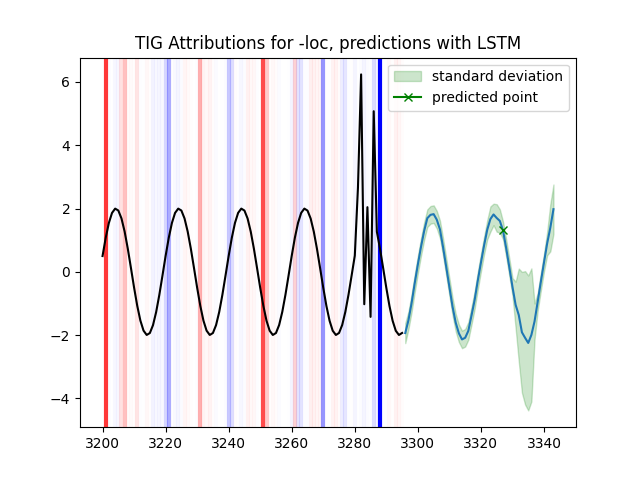 TIG Attributions for -loc, predictions with LSTM
standard deviation
predicted point
6
4
2
0
−2
−4
3200 3220 3240 3260 3280 3300 3320 3340